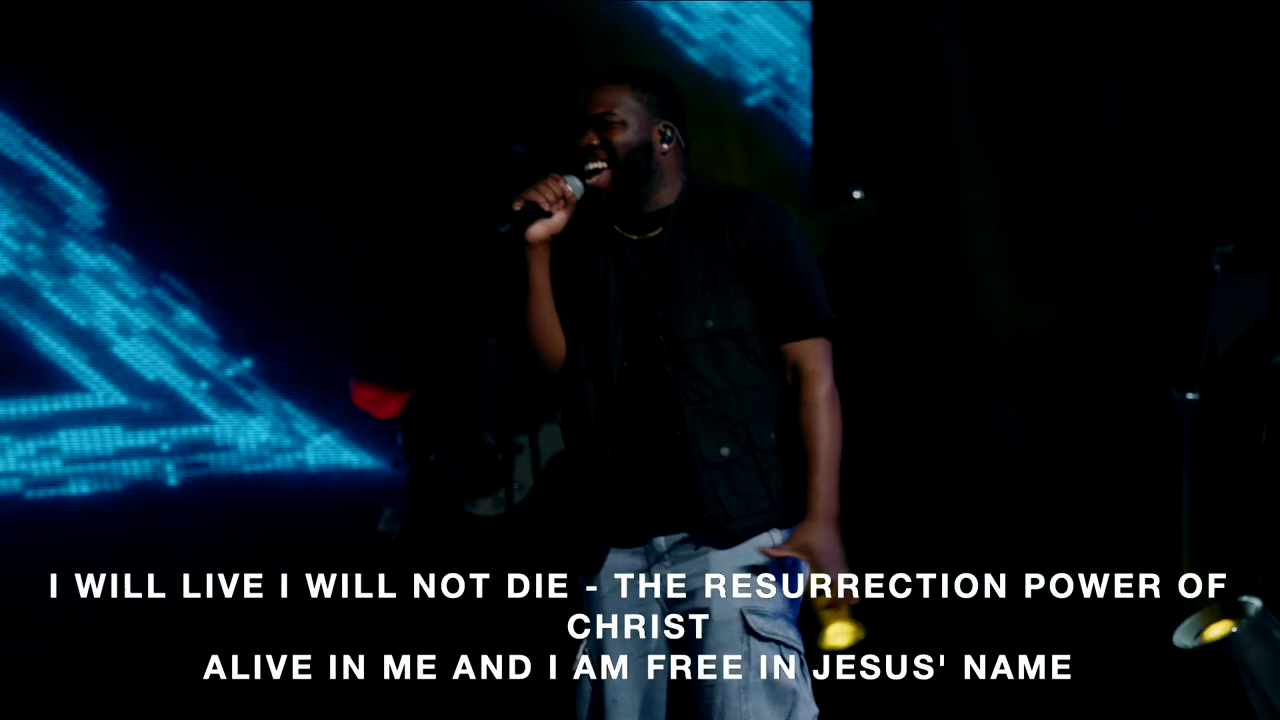 I WILL LIVE I WILL NOT DIE - THE RESURRECTION POWER OF
CHRIST
ALIVE IN ME AND I AM FREE IN JESUS' NAME